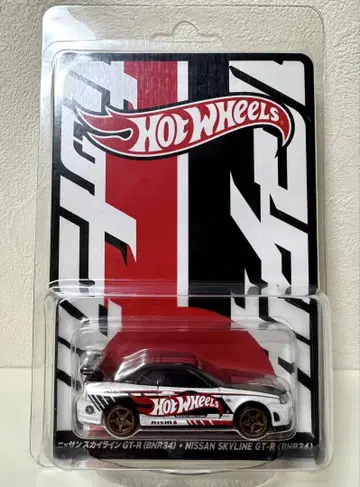 HOT WHEELS
HOT WHEELS
nismo
ニッサン スカイライン GT-R (BNR34) • NISSAN SKYLINE GT-R (BNR34)